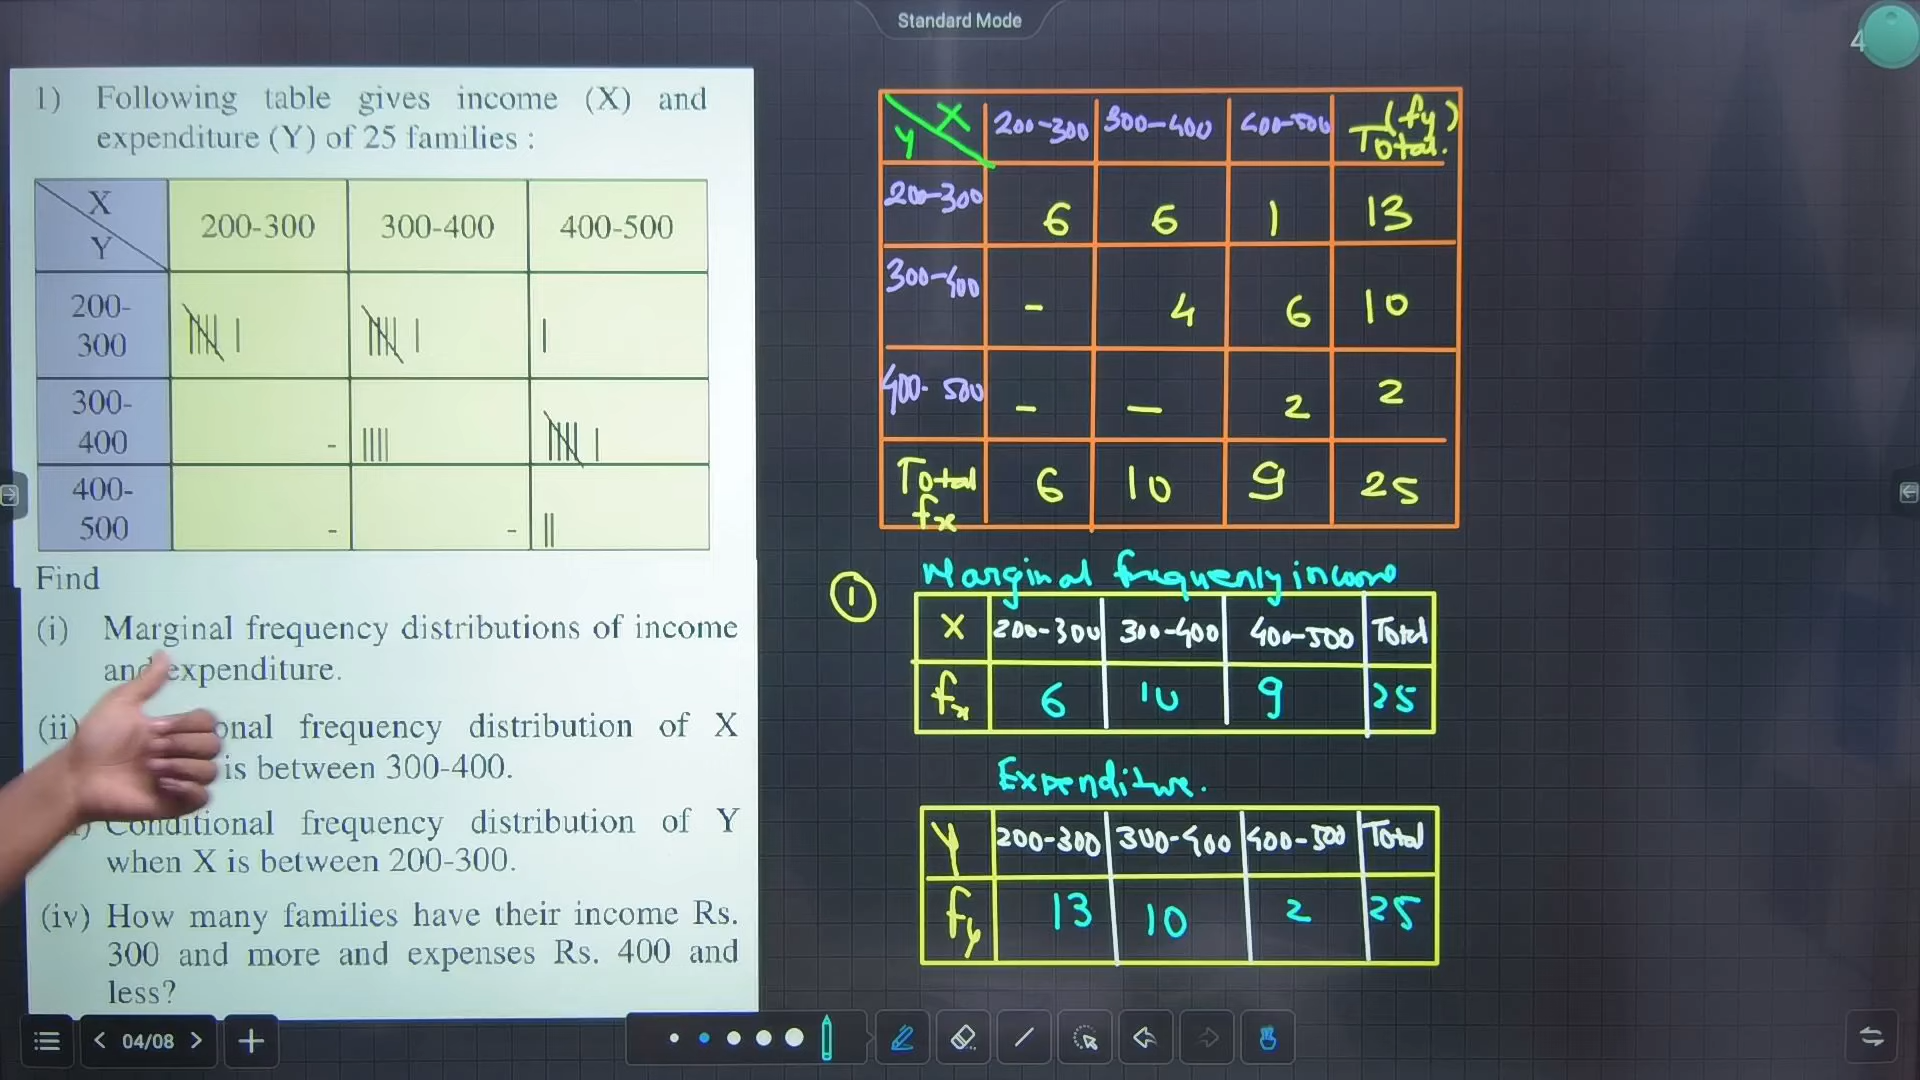 Standard Mode
4
1) Following table gives income (X) and
expenditure (Y) of 25 families :
X
Y
200-300 300-400 400-500
200-
300
300-
400
-
400-
500
- -
Find
(i) Marginal frequency distributions of income
and expenditure.
(ii) onal frequency distribution of X
is between 300-400.
) Conditional frequency distribution of Y
when X is between 200-300.
(iv) How many families have their income Rs.
300 and more and expenses Rs. 400 and
less?
X
Y
200-300 300-400 400-500 (fy) Total.
200-300 6 6 1 13
300-400 - 4 6 10
400-500 - - 2 2
Total fx 6 10 9 25
1 Marginal frequency income
X 200-300 300-400 400-500 Total
fx 6 10 9 25
Expenditure.
Y 200-300 300-400 400-500 Total
fy 13 10 2 25
04/08